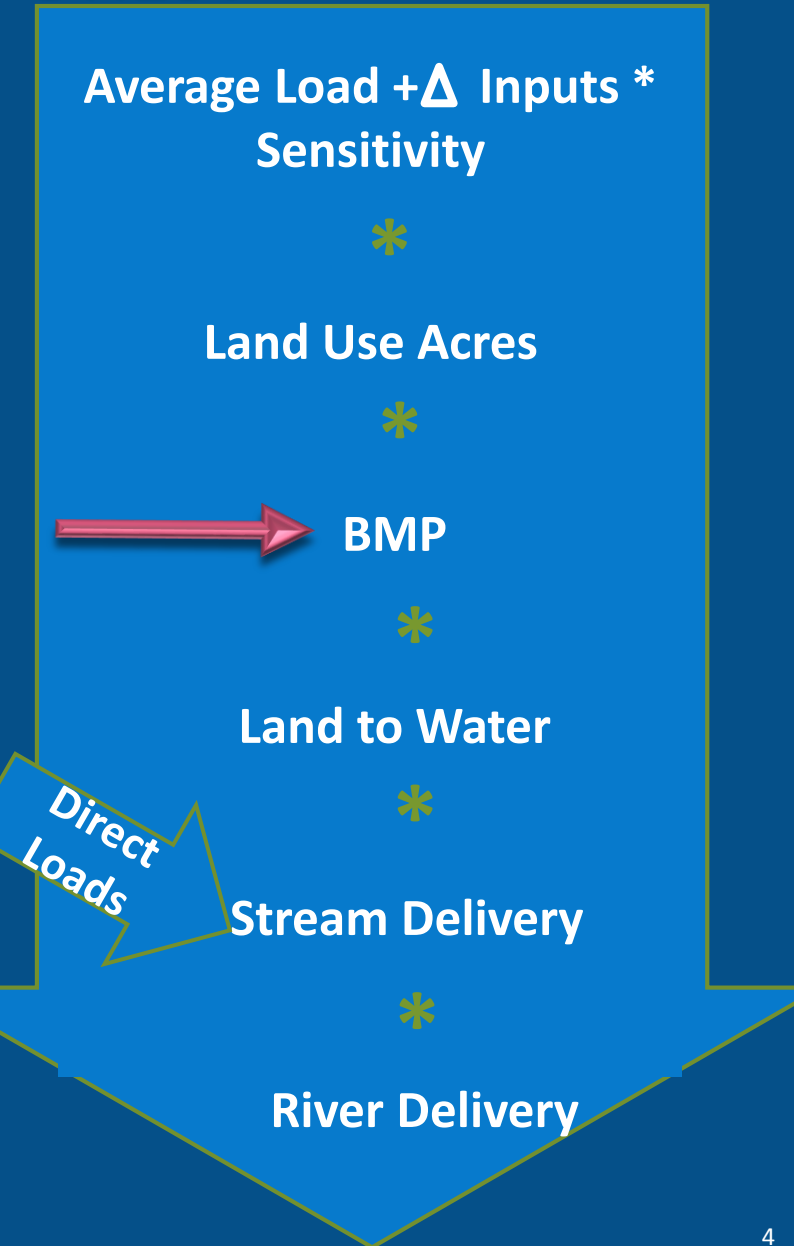 Average Load +Δ Inputs *
Sensitivity
*
Land Use Acres
*
BMP
*
Land to Water
*
Direct
Loads
Stream Delivery
*
River Delivery
4